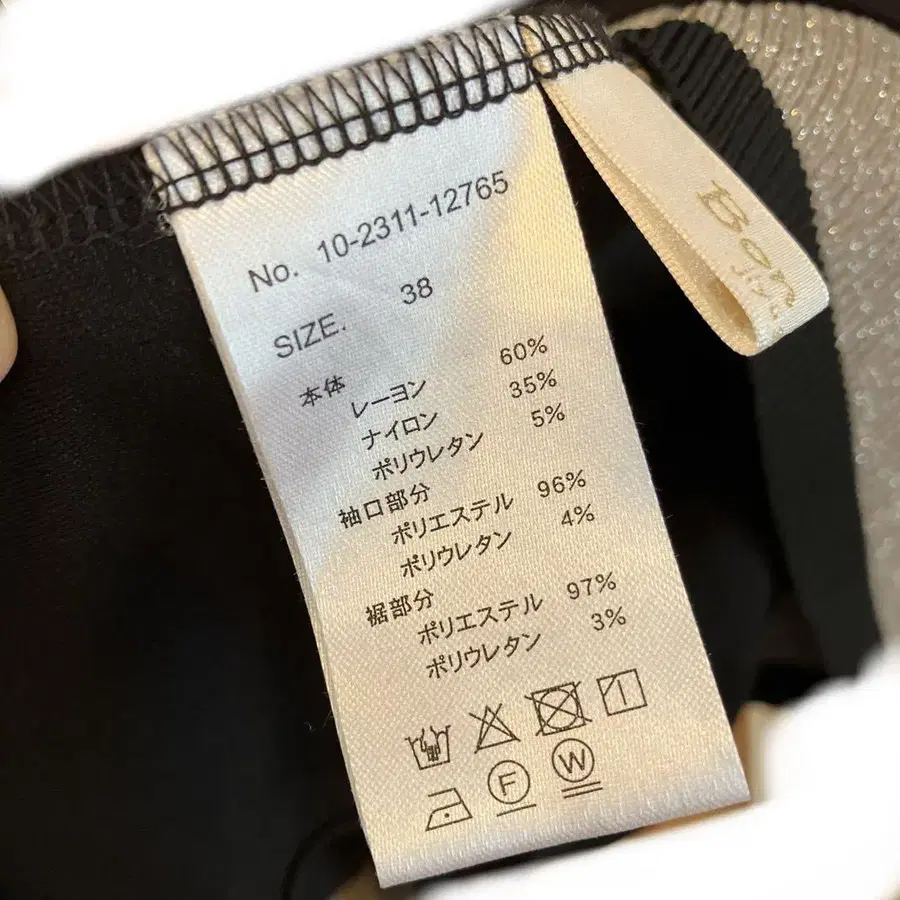 No. 10-2311-12765
SIZE. 38
本体
レーヨン 60%
ナイロン 35%
ポリウレタン 5%
袖口部分
ポリエステル 96%
ポリウレタン 4%
裾部分
ポリエステル 97%
ポリウレタン 3%
F W